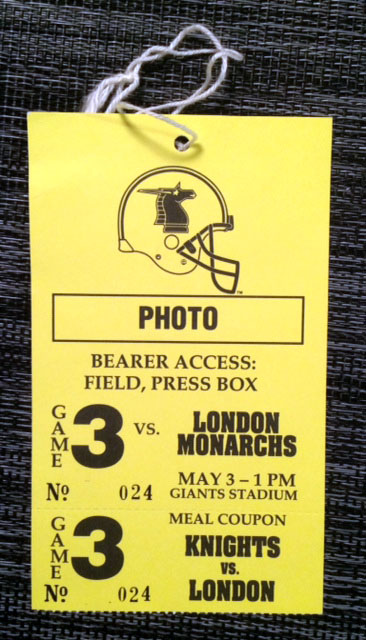 PHOTO
BEARER ACCESS:
FIELD, PRESS BOX
GAME 3 VS. LONDON
MONARCHS
MAY 3 – 1 PM
GIANTS STADIUM
Nº 024
GAME 3
MEAL COUPON
KNIGHTS
VS.
LONDON
Nº 024